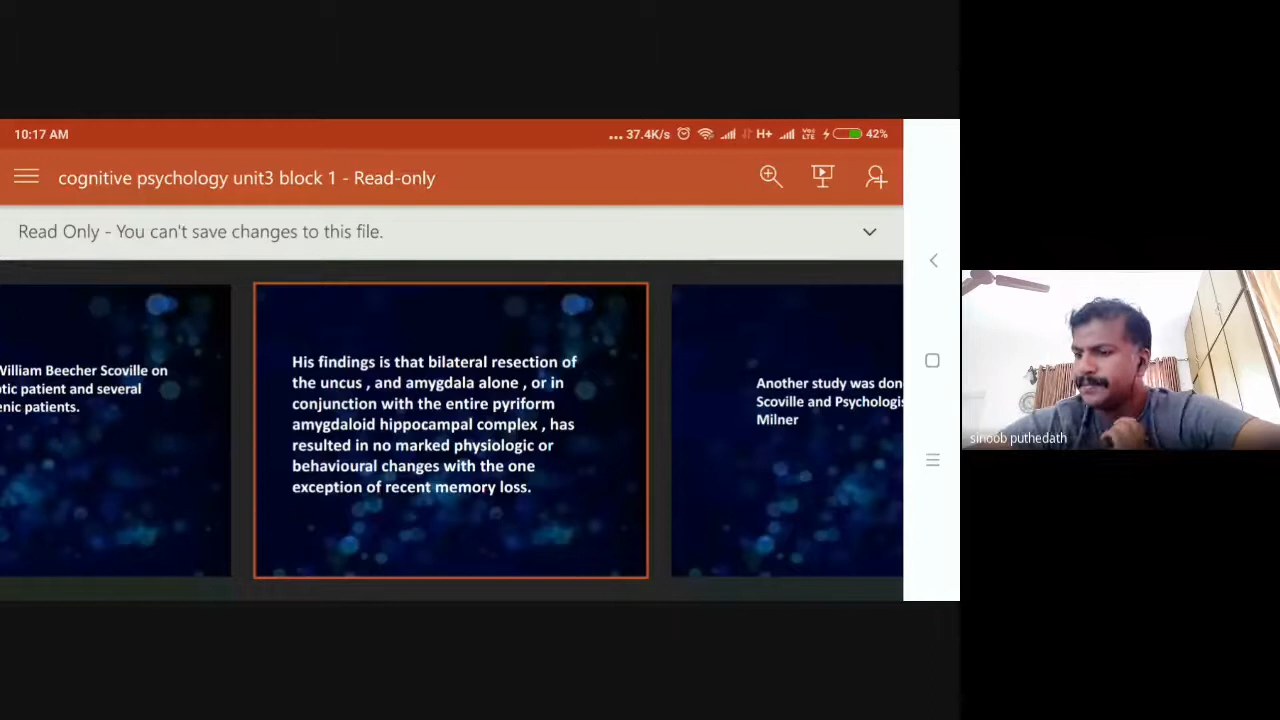 10:17 AM
... 37.4K/s H+ VoLTE 42%
cognitive psychology unit3 block 1 - Read-only
Read Only - You can't save changes to this file.
William Beecher Scoville on
tic patient and several
enic patients.
His findings is that bilateral resection of
the uncus , and amygdala alone , or in
conjunction with the entire pyriform
amygdaloid hippocampal complex , has
resulted in no marked physiologic or
behavioural changes with the one
exception of recent memory loss.
Another study was don
Scoville and Psychologis
Milner
sinoob puthedath